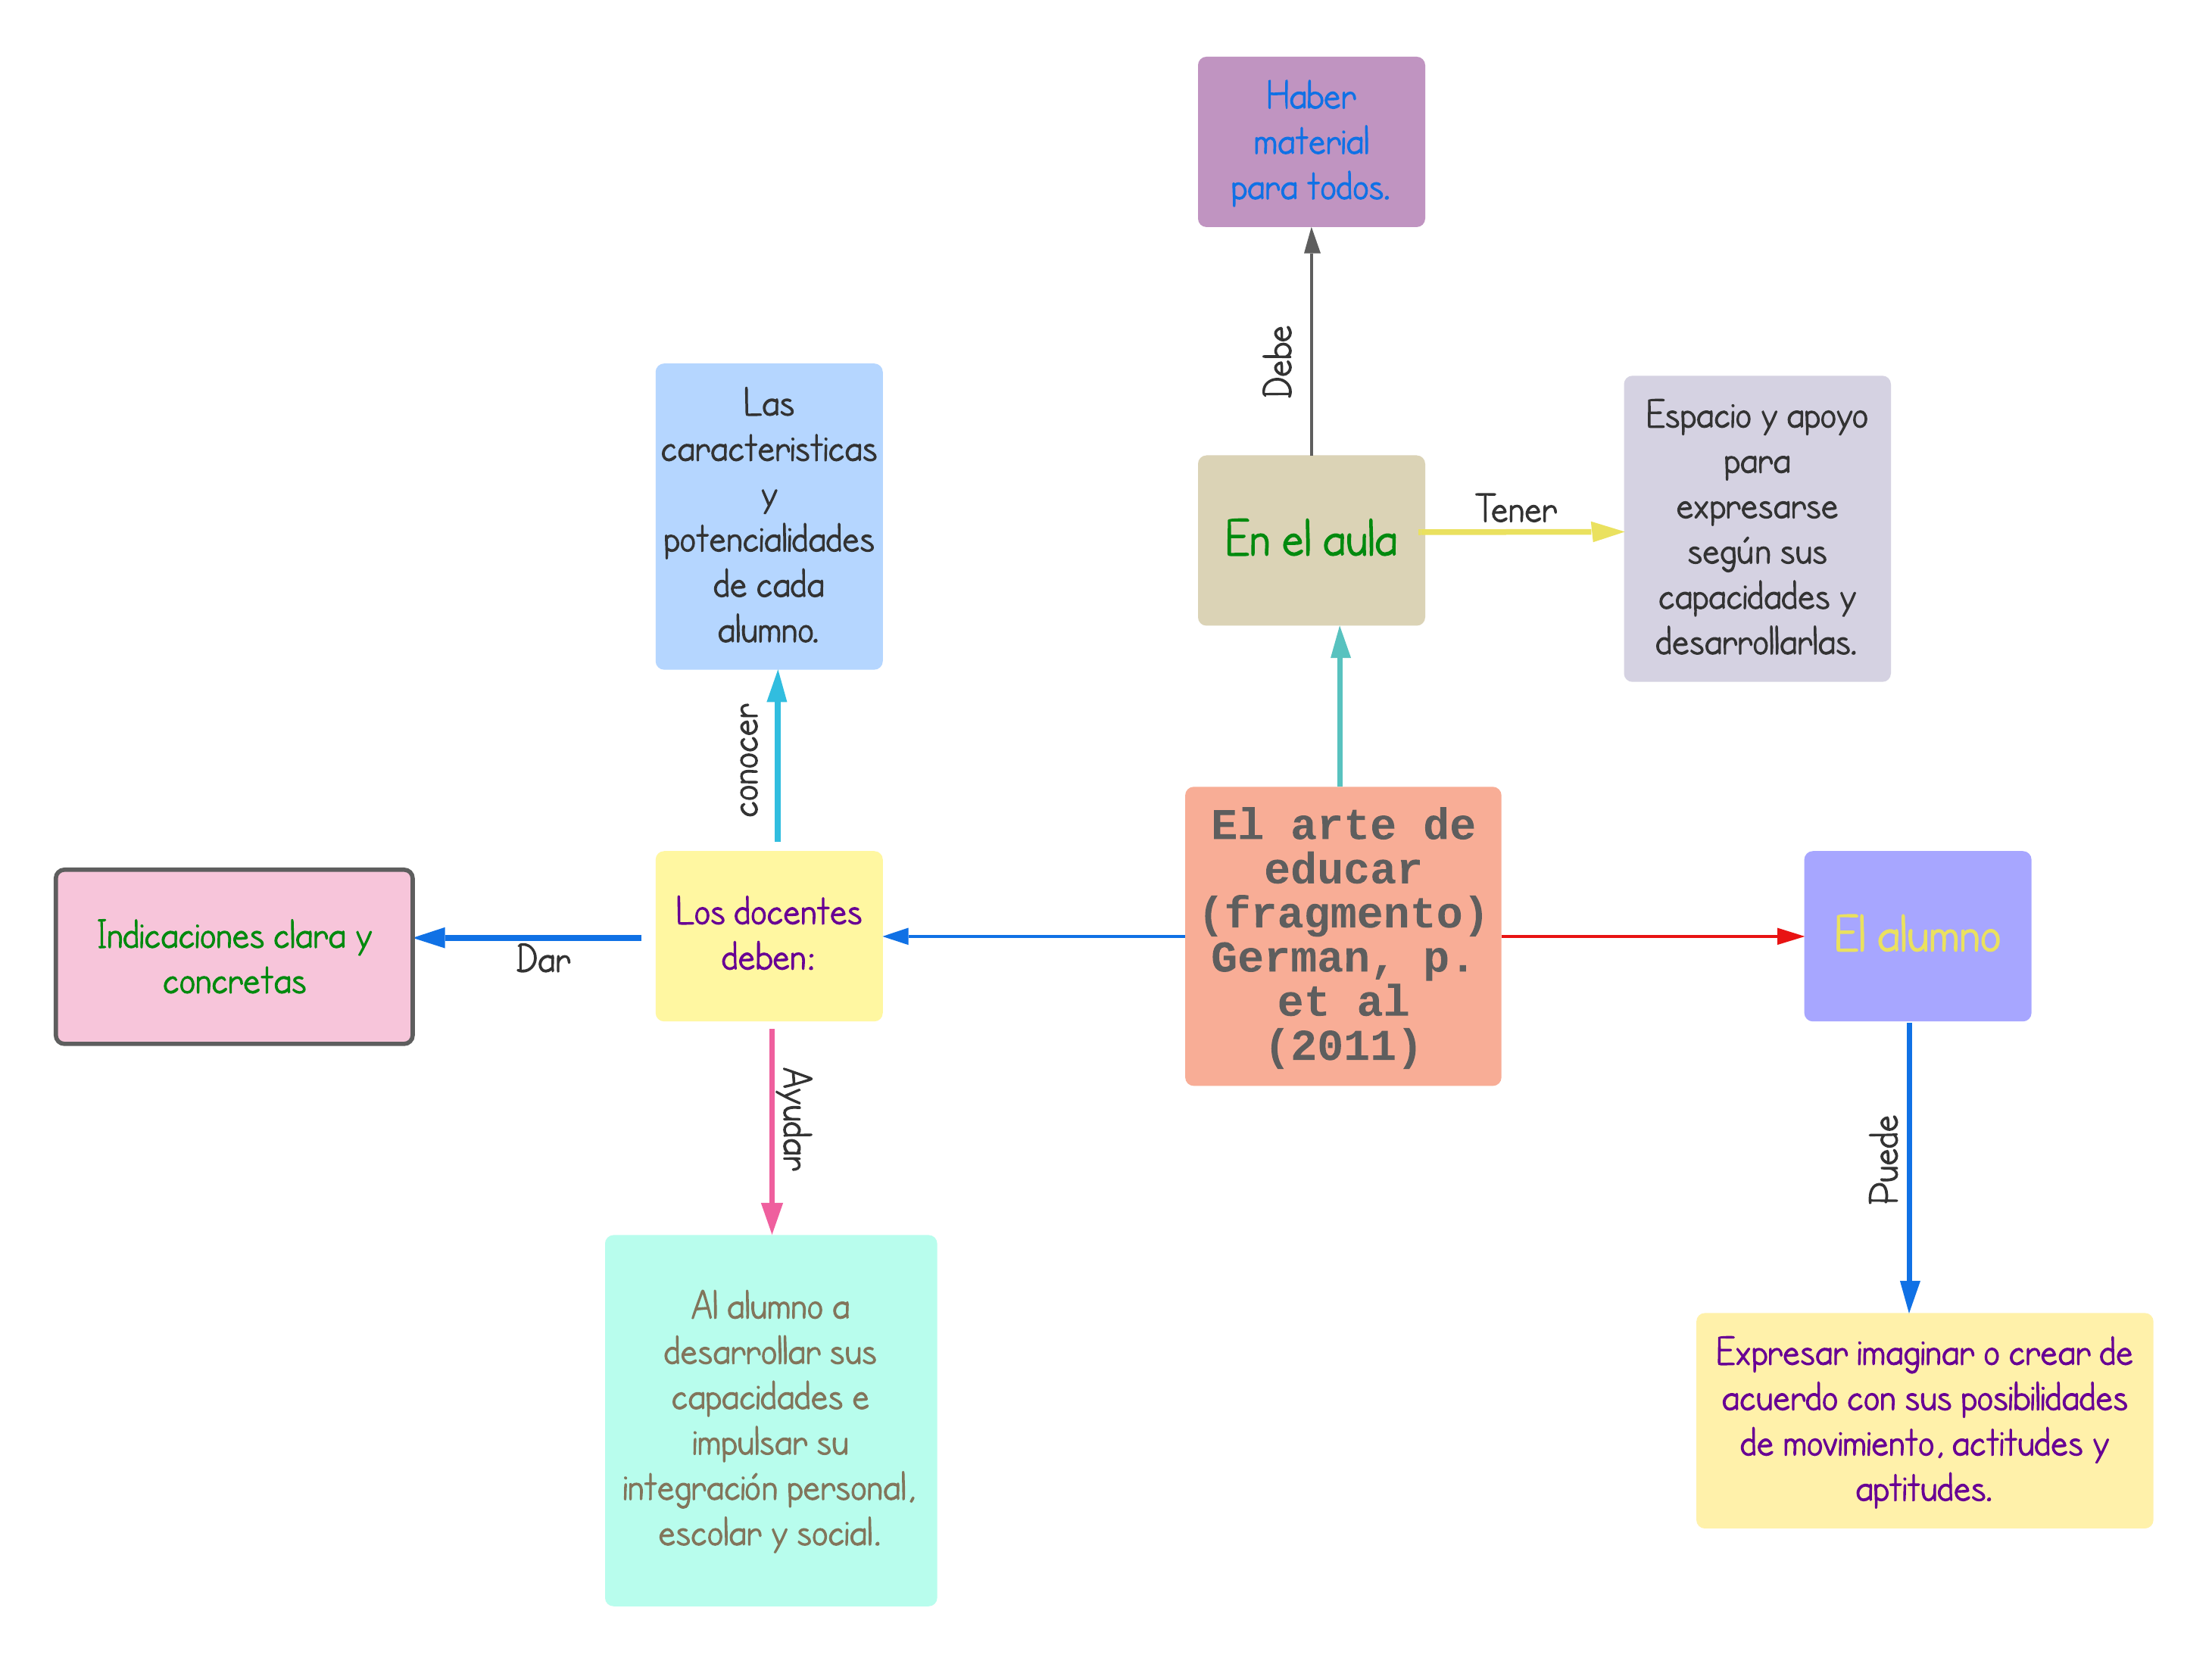 Haber
material
para todos.
Debe
Las
caracteristicas
y
potencialidades
de cada
alumno.
En el aula
Tener
Espacio y apoyo
para
expresarse
según sus
capacidades y
desarrollarlas.
conocer
Indicaciones clara y
concretas
Dar
Los docentes
deben:
El arte de
educar
(fragmento)
German, p.
et al
(2011)
El alumno
Ayudar
Puede
Al alumno a
desarrollar sus
capacidades e
impulsar su
integración personal,
escolar y social.
Expresar imaginar o crear de
acuerdo con sus posibilidades
de movimiento, actitudes y
aptitudes.